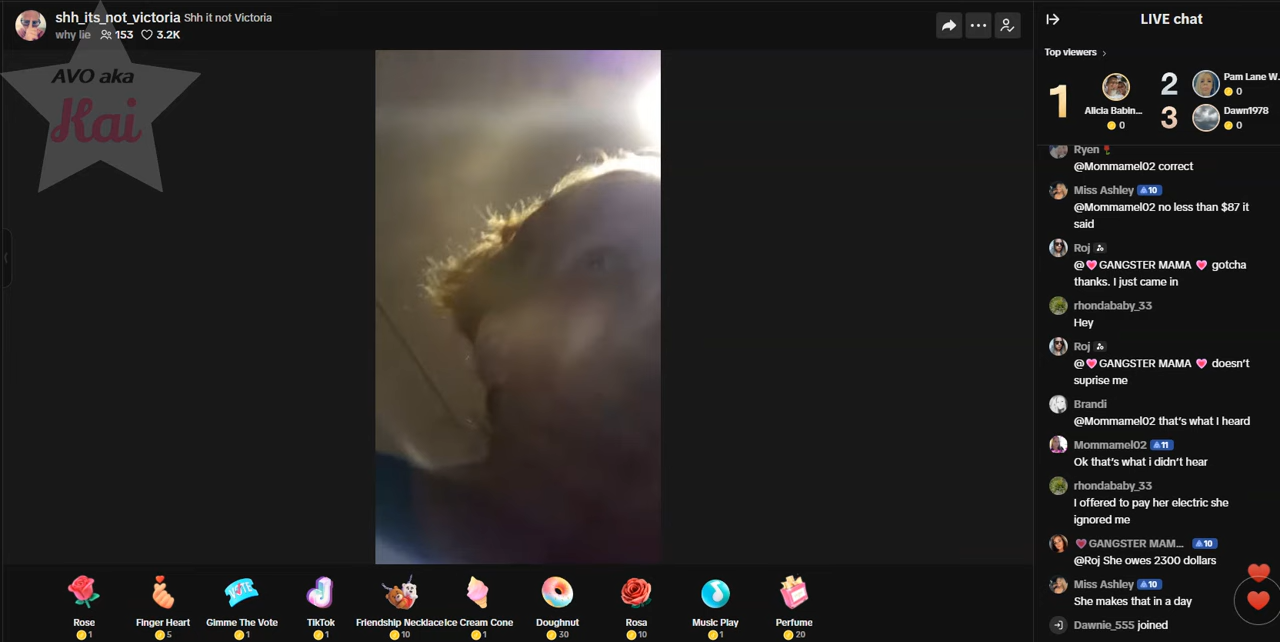 shh_its_not_victoria Shh it not Victoria
why lie 153 3.2K
AVO aka
Kai
LIVE chat
Top viewers
1
Alicia Babin...
0
2
Pam Lane W...
0
3
Dawn1978
0
Ryen
@Mommamel02 correct
Miss Ashley 10
@Mommamel02 no less than $87 it
said
Roj
@💗GANGSTER MAMA 💗 gotcha
thanks. I just came in
rhondababy_33
Hey
Roj
@💗GANGSTER MAMA 💗 doesn't
suprise me
Brandi
@Mommamel02 that's what I heard
Mommamel02 11
Ok that's what i didn't hear
rhondababy_33
I offered to pay her electric she
ignored me
💗GANGSTER MAM... 10
@Roj She owes 2300 dollars
Miss Ashley 10
She makes that in a day
Dawnie_555 joined
VOTE
Rose
1
Finger Heart
5
Gimme The Vote
1
TikTok
1
Friendship Necklace
10
Ice Cream Cone
1
Doughnut
30
Rosa
10
Music Play
1
Perfume
20